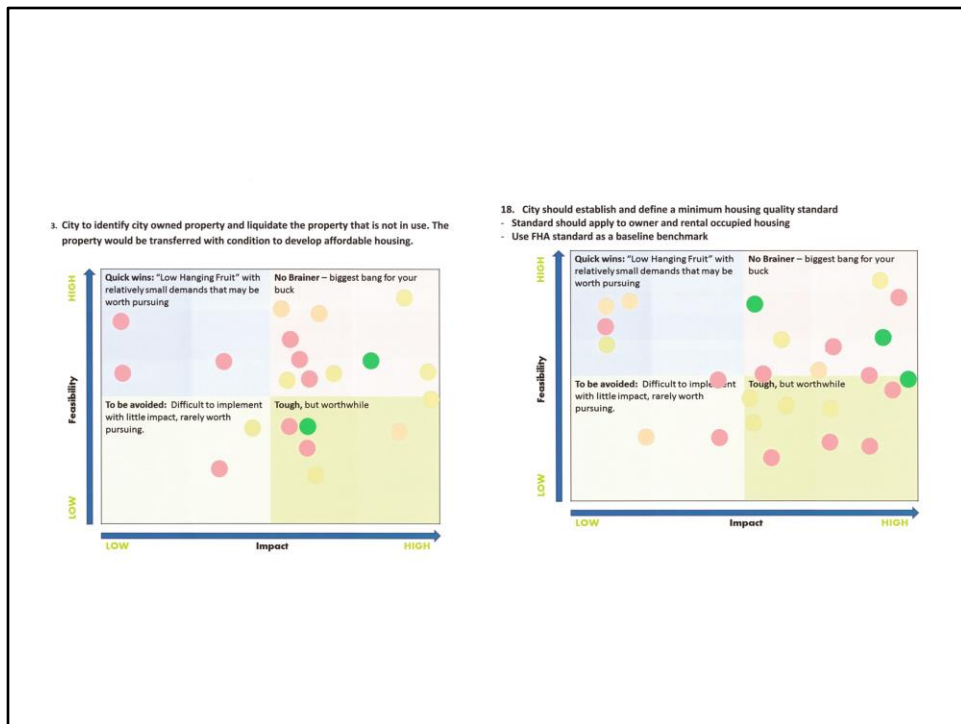 3. City to identify city owned property and liquidate the property that is not in use. The
property would be transferred with condition to develop affordable housing.
HIGH
Feasibility
LOW
Quick wins: “Low Hanging Fruit” with
relatively small demands that may be
worth pursuing
No Brainer – biggest bang for your
buck
To be avoided: Difficult to implement
with little impact, rarely worth
pursuing.
Tough, but worthwhile
LOW
Impact
HIGH
18. City should establish and define a minimum housing quality standard
- Standard should apply to owner and rental occupied housing
- Use FHA standard as a baseline benchmark
HIGH
Feasibility
LOW
Quick wins: “Low Hanging Fruit” with
relatively small demands that may be
worth pursuing
No Brainer – biggest bang for your
buck
To be avoided: Difficult to implement
with little impact, rarely worth
pursuing.
Tough, but worthwhile
LOW
Impact
HIGH